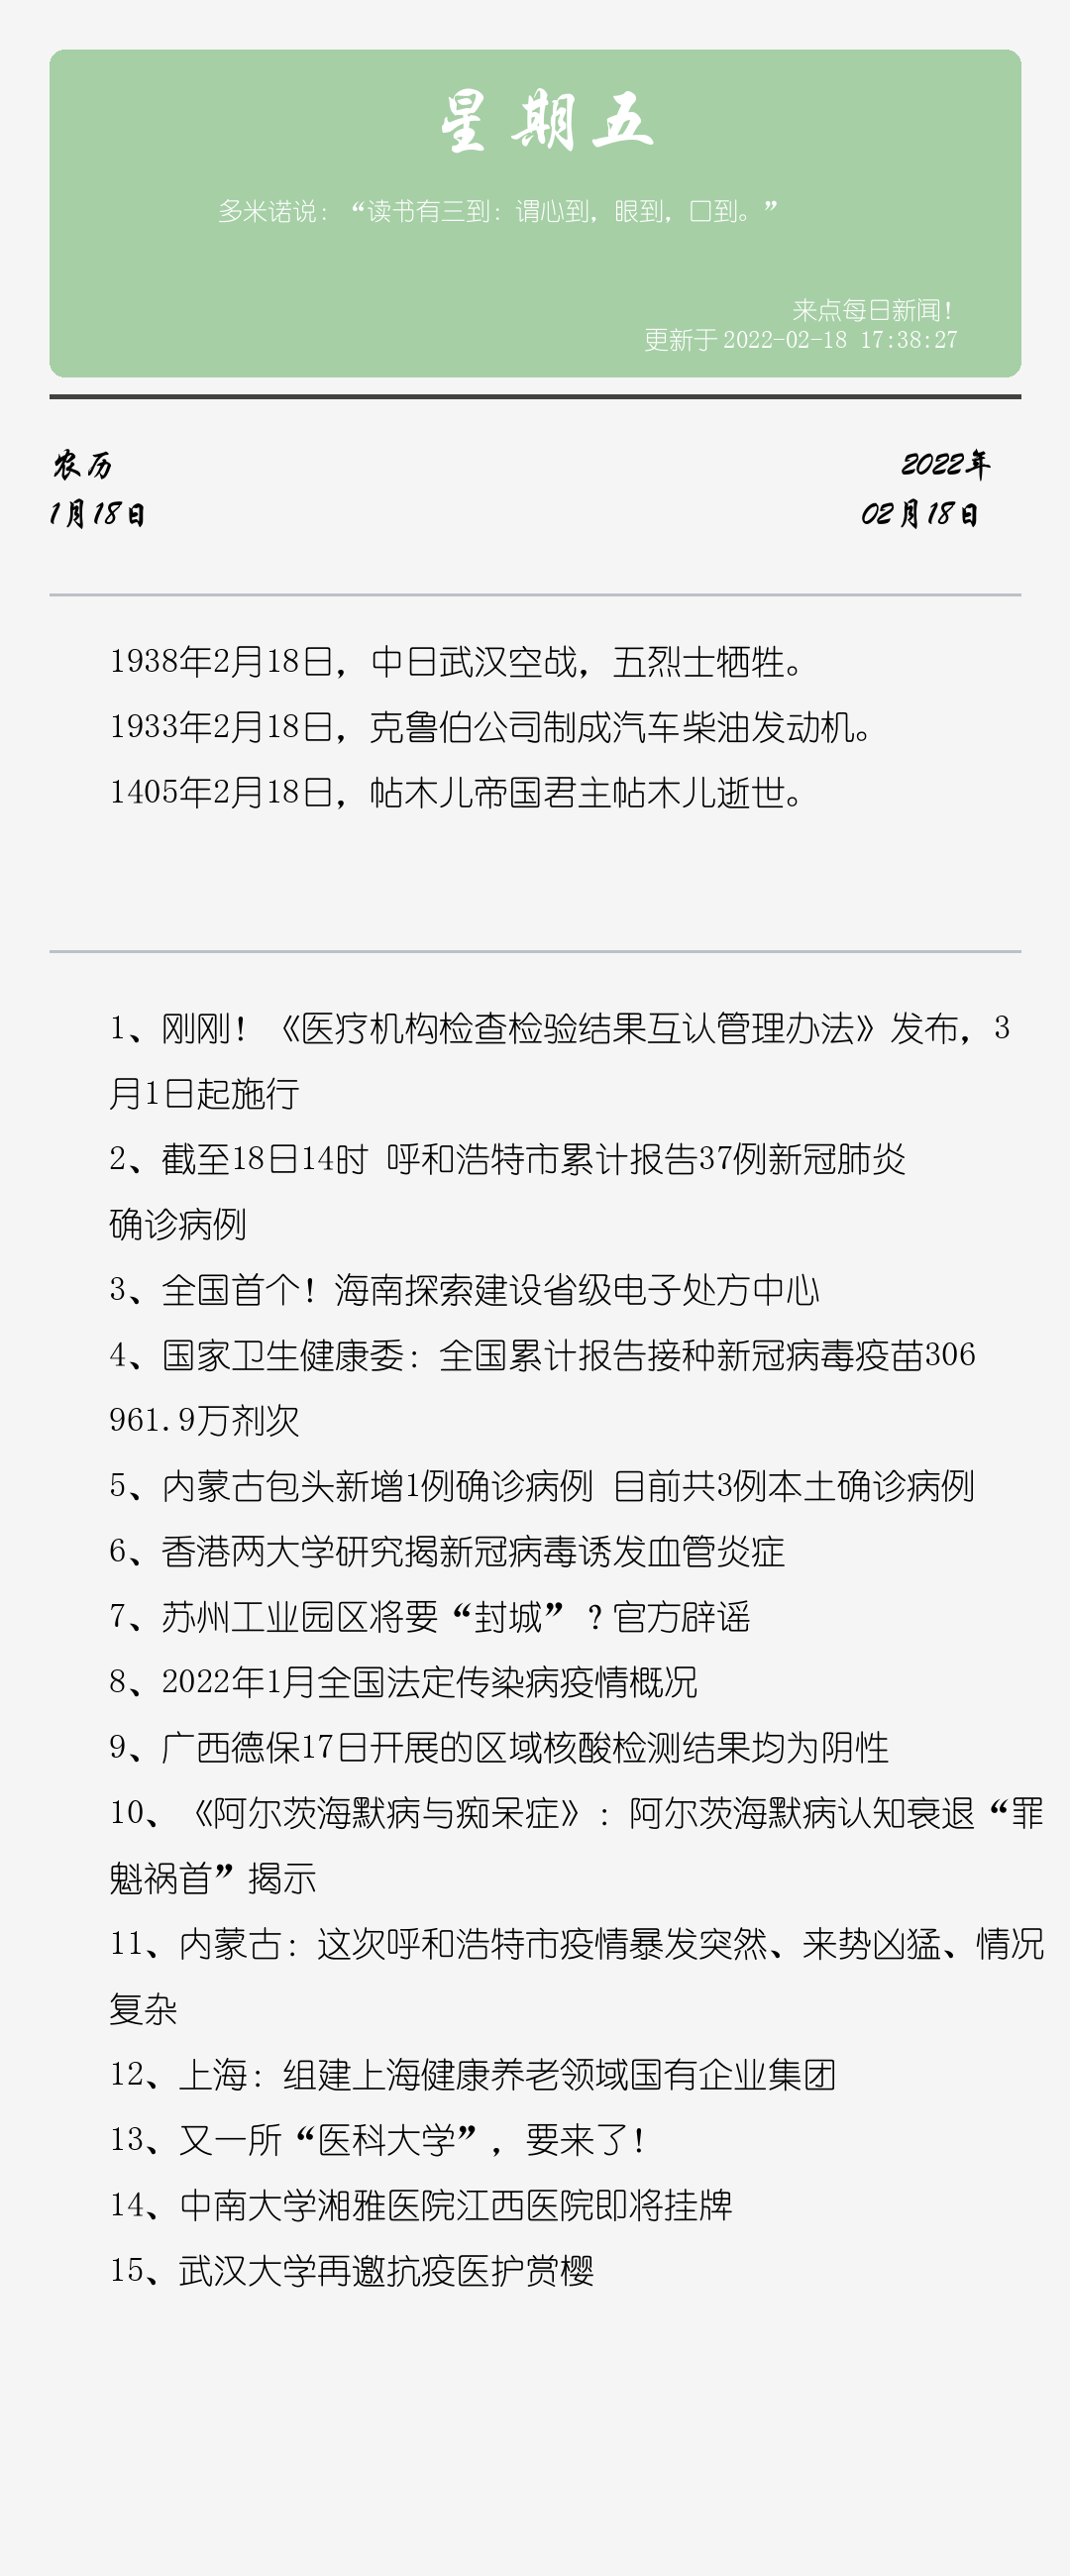 星期五
多米诺说：“读书有三到：谓心到，眼到，口到。”
来点每日新闻！
更新于2022-02-18 17:38:27
农历
2022年
1月18日
02月18日
1938年2月18日，中日武汉空战，五烈士牺牲。
1933年2月18日，克鲁伯公司制成汽车柴油发动机。
1405年2月18日，帖木儿帝国君主帖木儿逝世。
1、刚刚！《医疗机构检查检验结果互认管理办法》发布，3
月1日起施行
2、截至18日14时 呼和浩特市累计报告37例新冠肺炎
确诊病例
3、全国首个！海南探索建设省级电子处方中心
4、国家卫生健康委：全国累计报告接种新冠病毒疫苗306
961.9万剂次
5、内蒙古包头新增1例确诊病例 目前共3例本土确诊病例
6、香港两大学研究揭新冠病毒诱发血管炎症
7、苏州工业园区将要“封城”？官方辟谣
8、2022年1月全国法定传染病疫情概况
9、广西德保17日开展的区域核酸检测结果均为阴性
10、《阿尔茨海默病与痴呆症》：阿尔茨海默病认知衰退“罪
魁祸首”揭示
11、内蒙古：这次呼和浩特市疫情暴发突然、来势凶猛、情况
复杂
12、上海：组建上海健康养老领域国有企业集团
13、又一所“医科大学”，要来了！
14、中南大学湘雅医院江西医院即将挂牌
15、武汉大学再邀抗疫医护赏樱